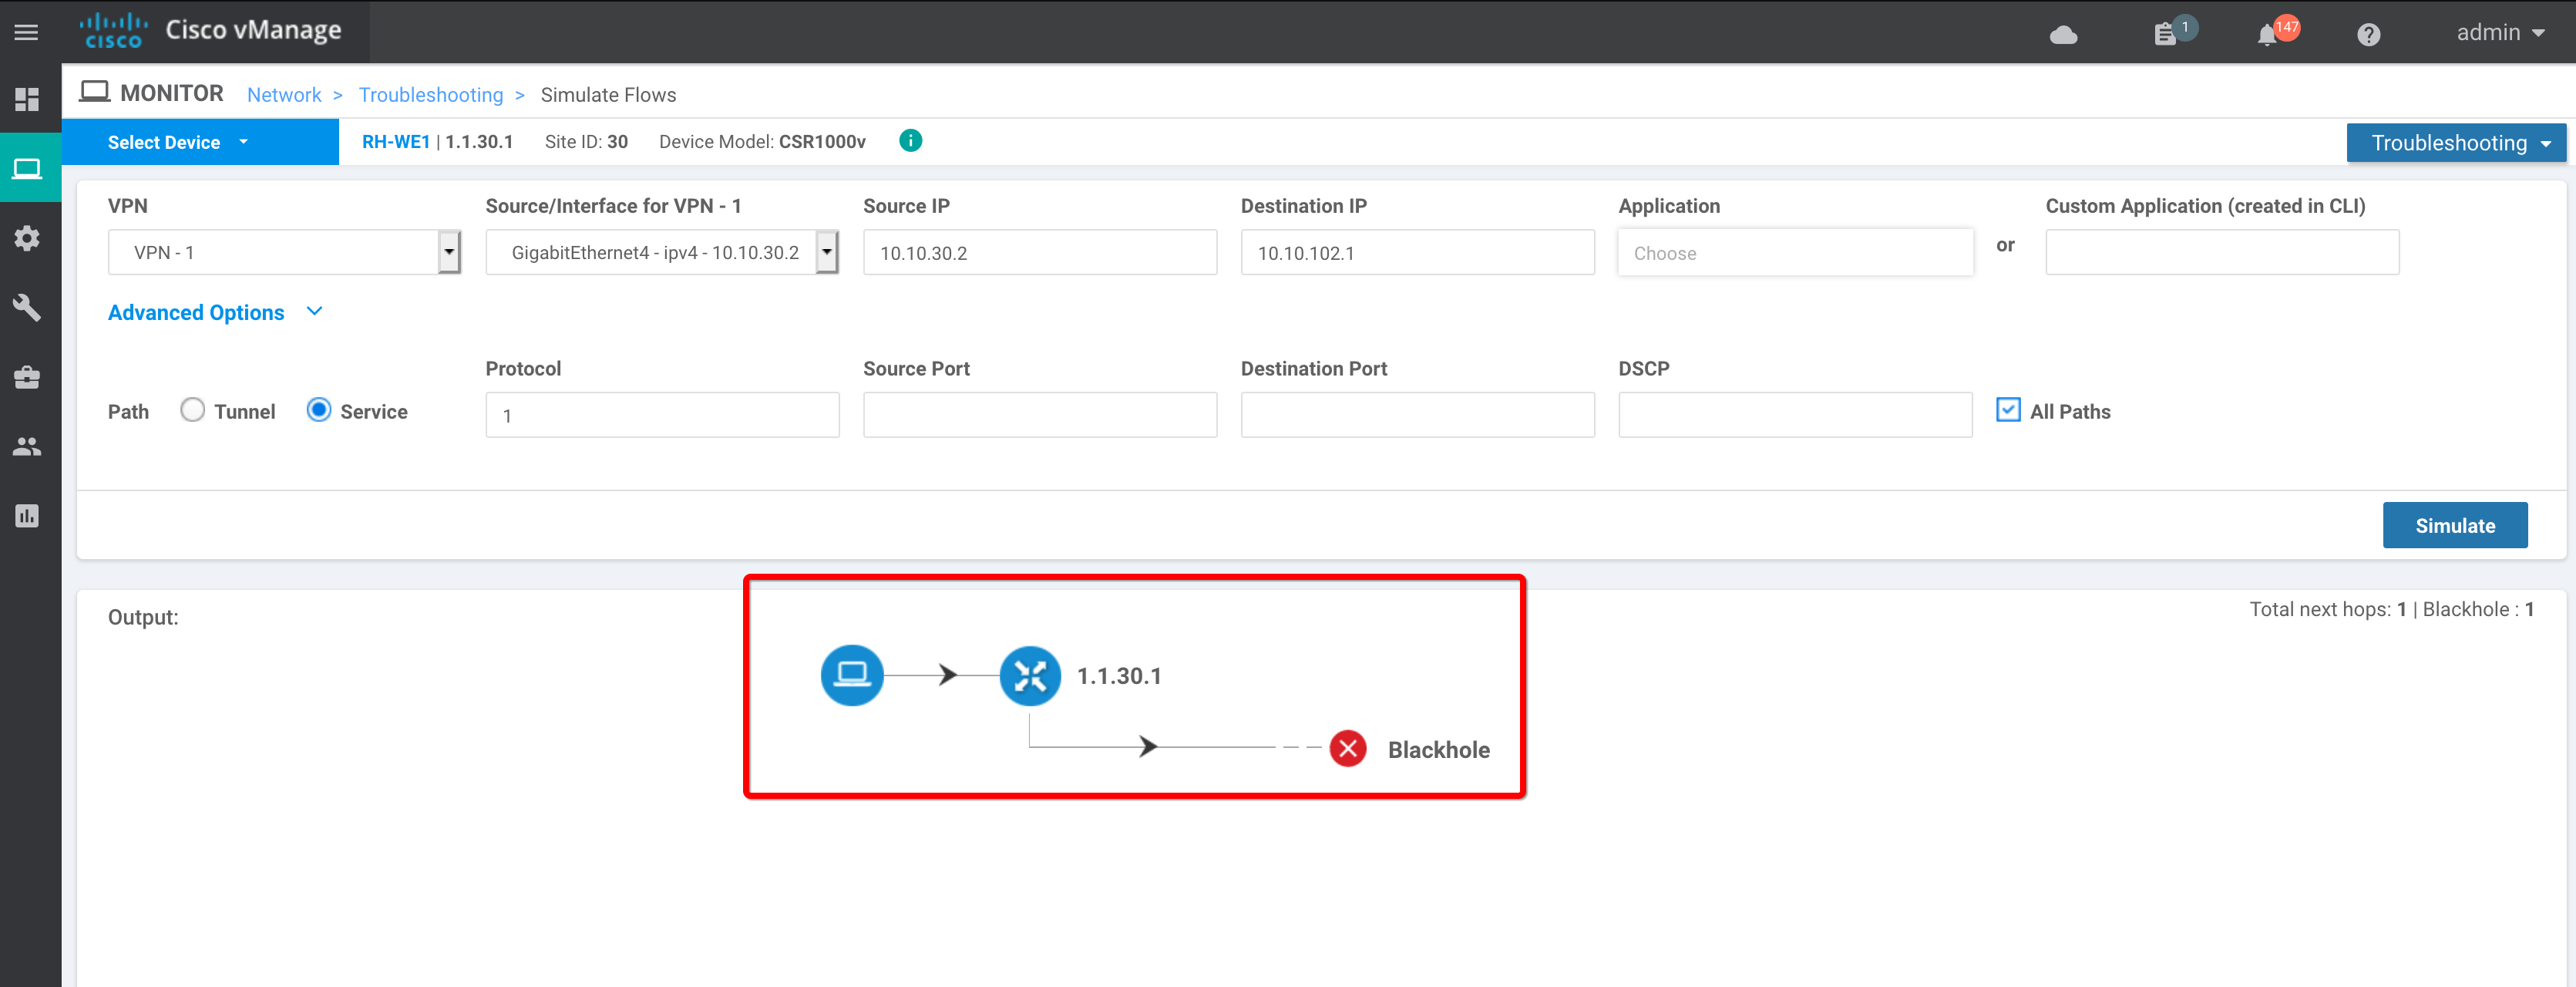 CISCO Cisco vManage 1 147 admin
MONITOR Network > Troubleshooting > Simulate Flows
Select Device RH-WE1 | 1.1.30.1 Site ID: 30 Device Model: CSR1000v Troubleshooting
VPN Source/Interface for VPN - 1 Source IP Destination IP Application Custom Application (created in CLI)
VPN - 1 GigabitEthernet4 - ipv4 - 10.10.30.2 10.10.30.2 10.10.102.1 Choose or
Advanced Options
Protocol Source Port Destination Port DSCP
Path Tunnel Service 1 All Paths
Simulate
Output: Total next hops: 1 | Blackhole : 1
1.1.30.1
Blackhole